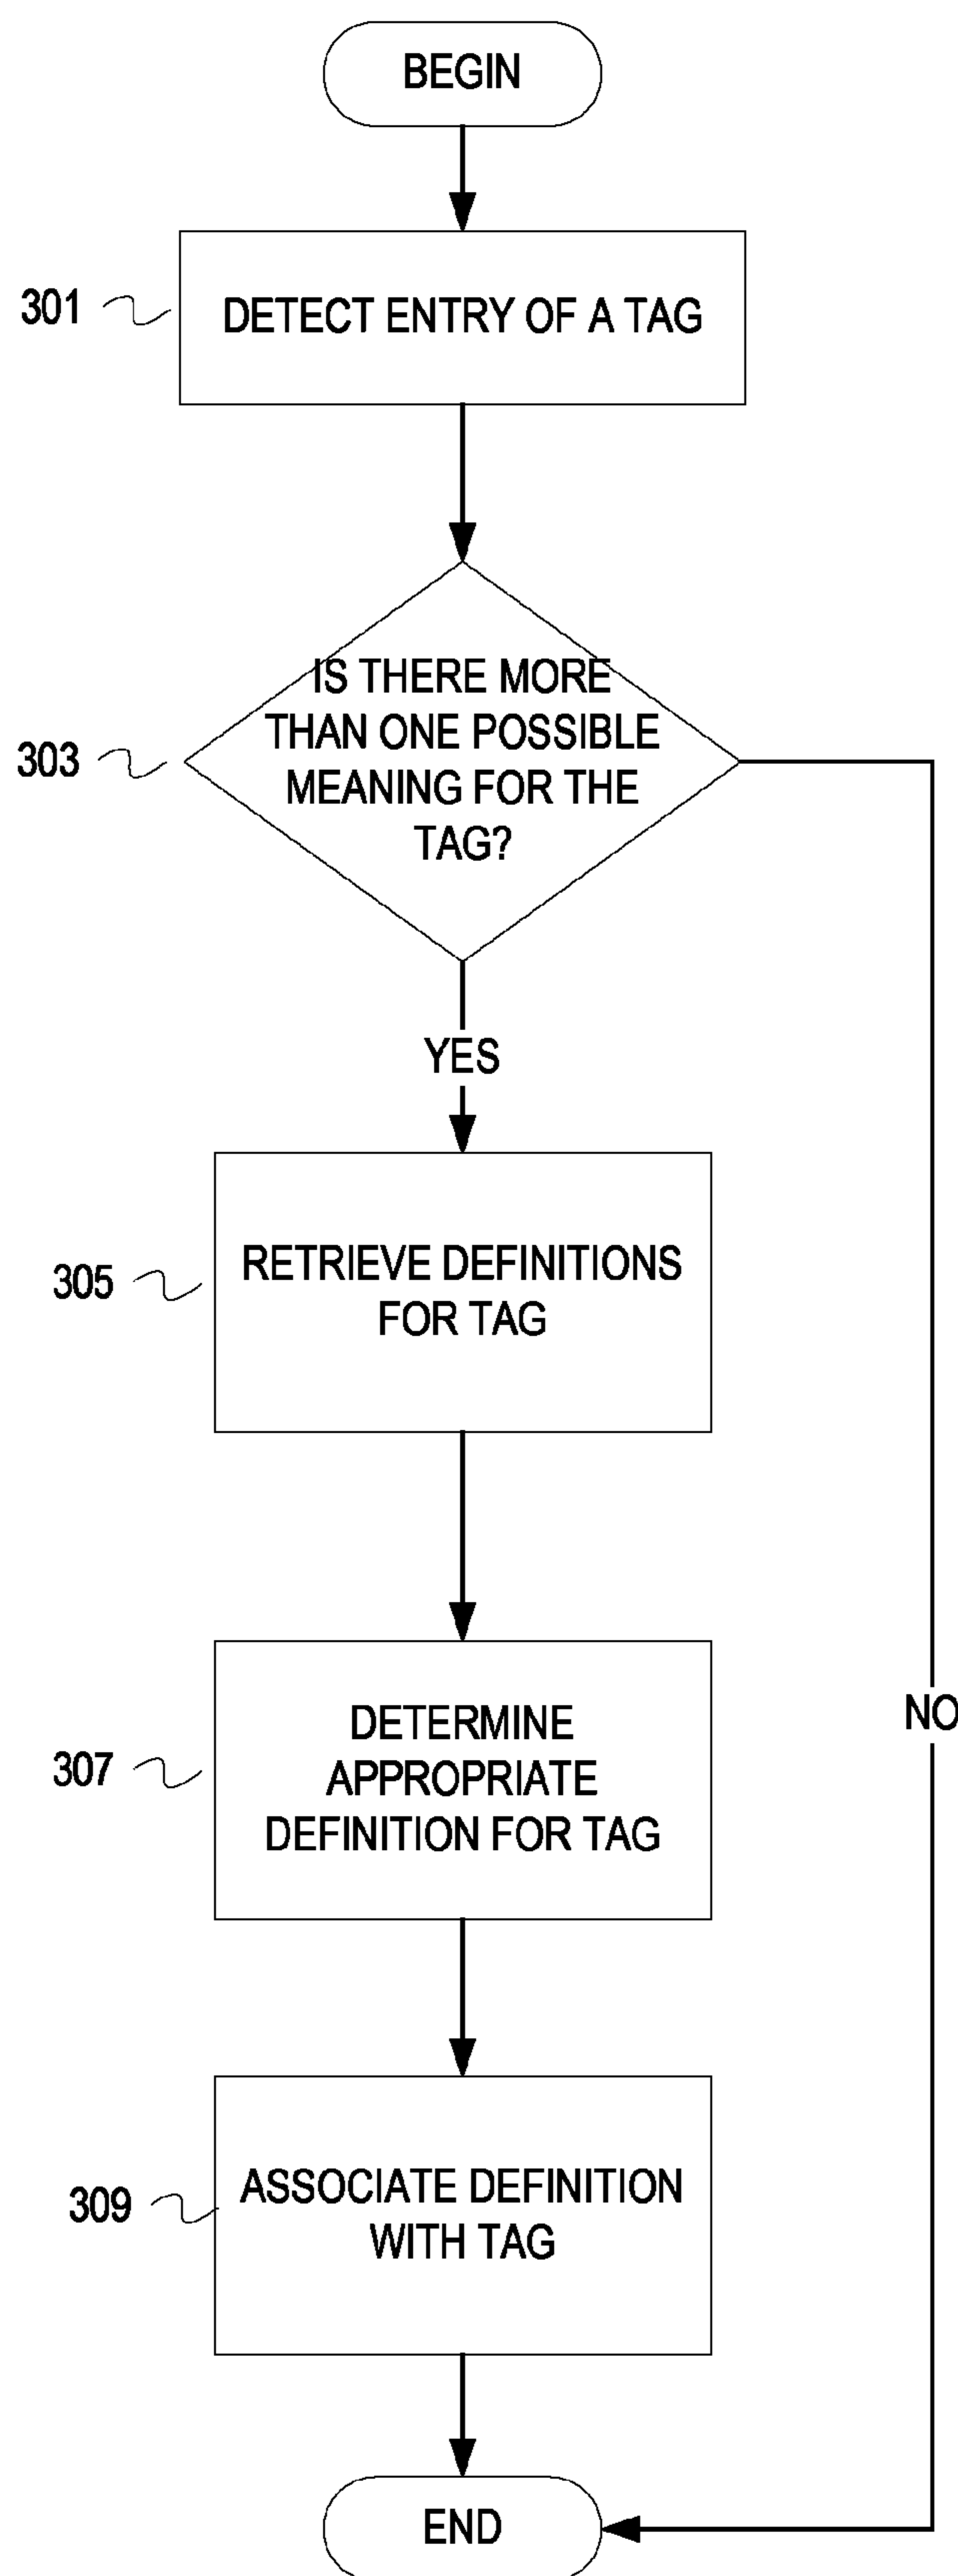 BEGIN
301
DETECT ENTRY OF A TAG
IS THERE MORE
THAN ONE POSSIBLE
MEANING FOR THE
TAG?
303
YES
RETRIEVE DEFINITIONS
FOR TAG
305
DETERMINE
APPROPRIATE
DEFINITION FOR TAG
307
NO
ASSOCIATE DEFINITION
WITH TAG
309
END